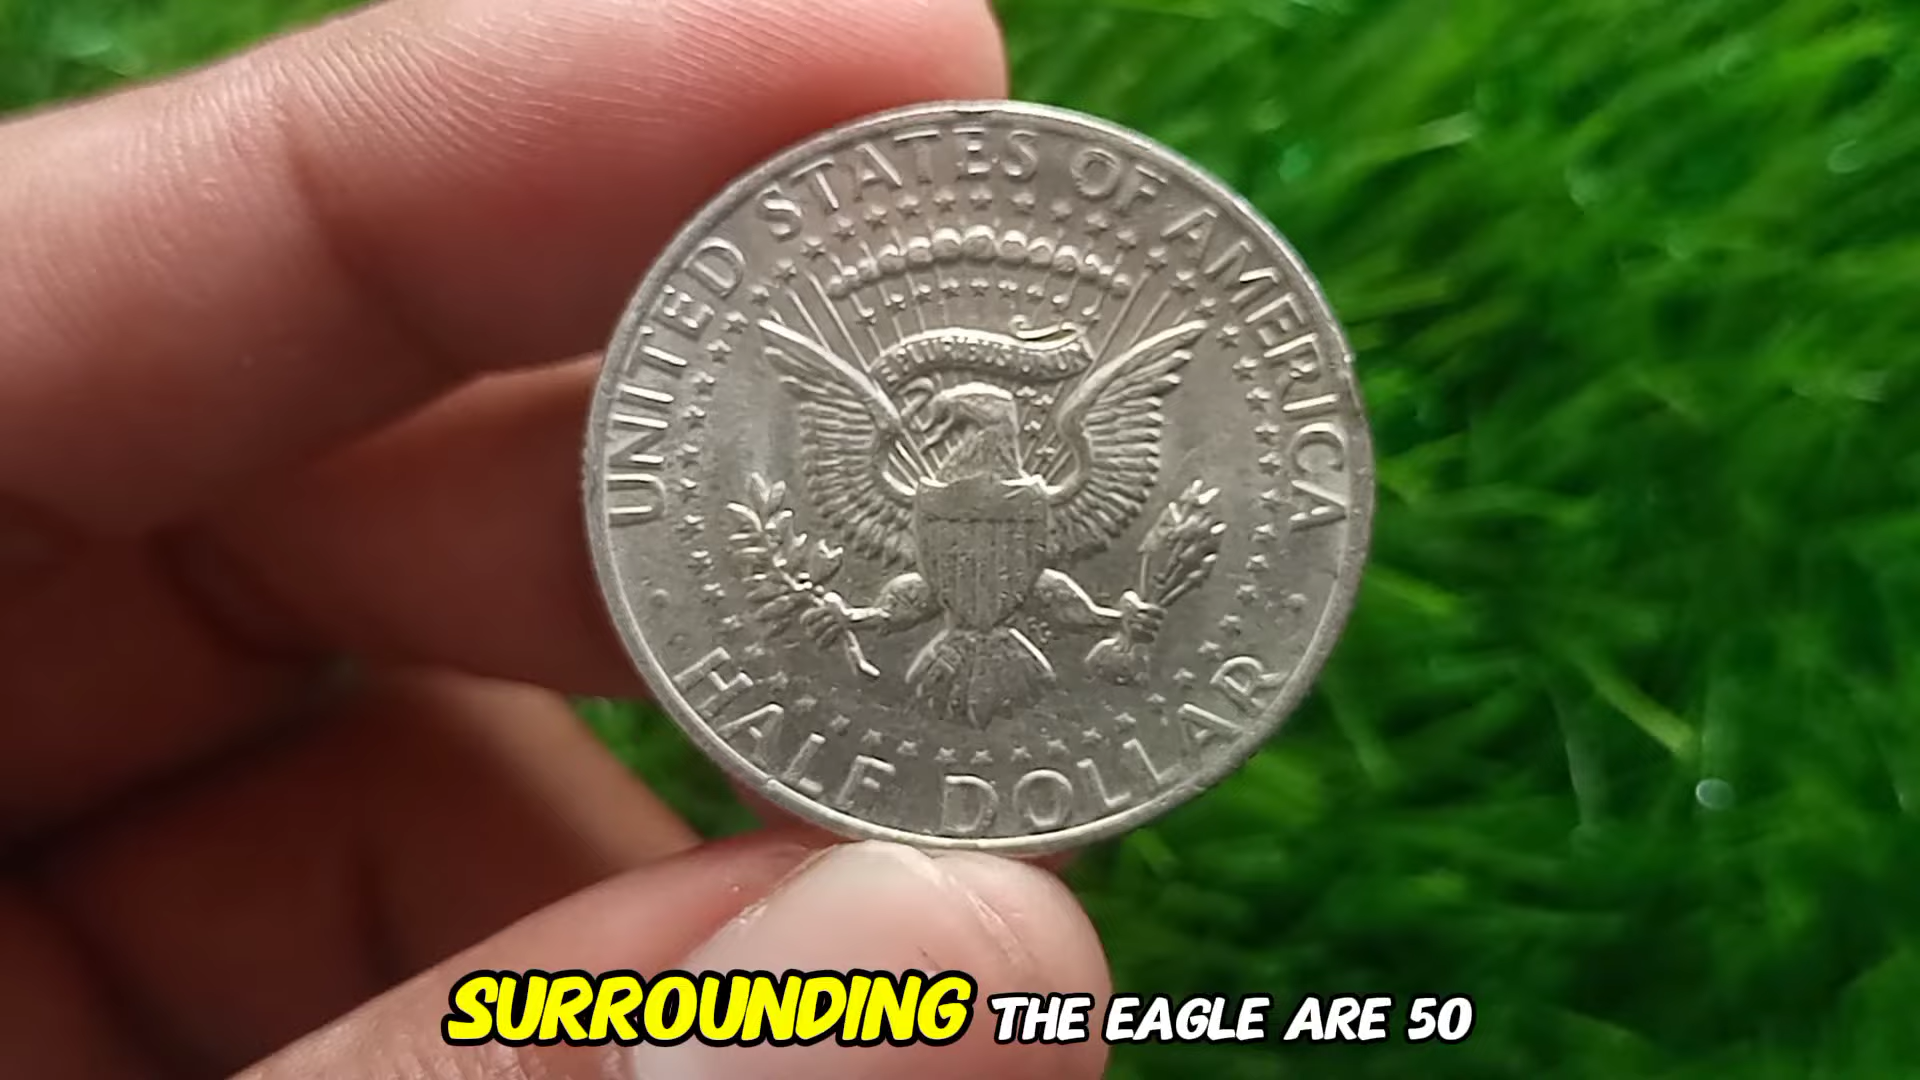 UNITED STATES OF AMERICA
HALF DOLLAR
SURROUNDING THE EAGLE ARE 50